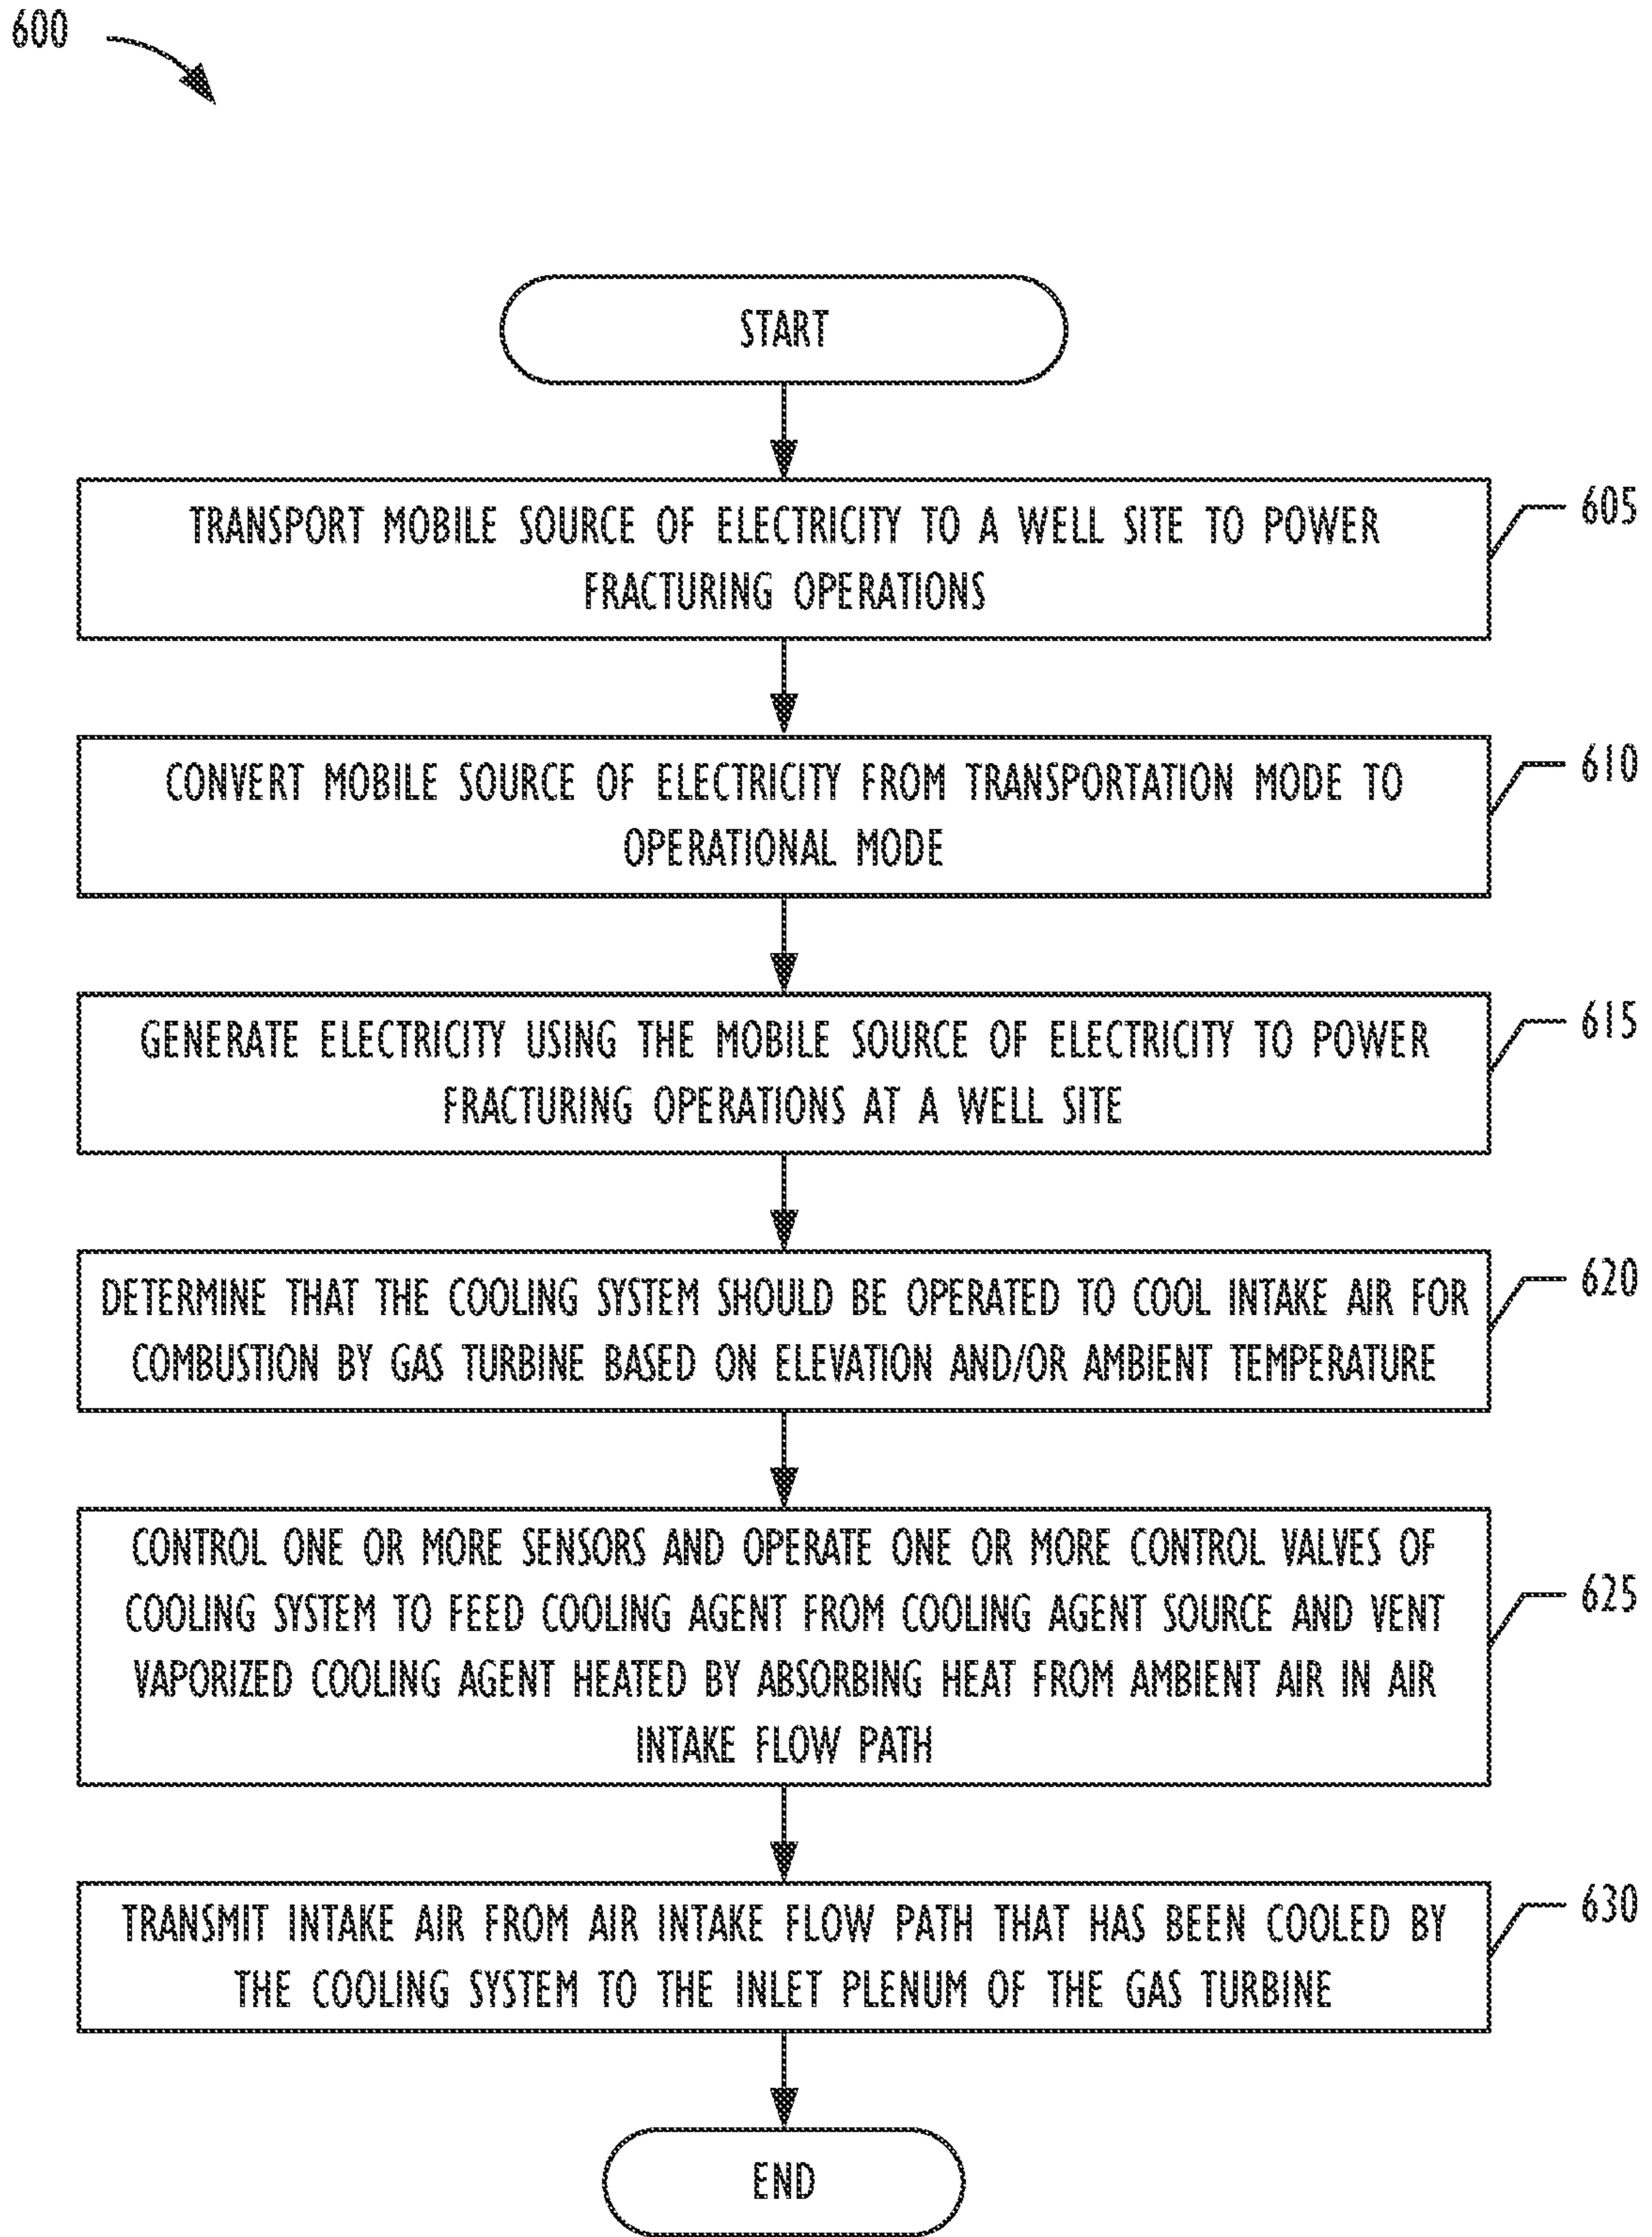 600
START
TRANSPORT MOBILE SOURCE OF ELECTRICITY TO A WELL SITE TO POWER
FRACTURING OPERATIONS
605
CONVERT MOBILE SOURCE OF ELECTRICITY FROM TRANSPORTATION MODE TO
OPERATIONAL MODE
610
GENERATE ELECTRICITY USING THE MOBILE SOURCE OF ELECTRICITY TO POWER
FRACTURING OPERATIONS AT A WELL SITE
615
DETERMINE THAT THE COOLING SYSTEM SHOULD BE OPERATED TO COOL INTAKE AIR FOR
COMBUSTION BY GAS TURBINE BASED ON ELEVATION AND/OR AMBIENT TEMPERATURE
620
CONTROL ONE OR MORE SENSORS AND OPERATE ONE OR MORE CONTROL VALVES OF
COOLING SYSTEM TO FEED COOLING AGENT FROM COOLING AGENT SOURCE AND VENT
VAPORIZED COOLING AGENT HEATED BY ABSORBING HEAT FROM AMBIENT AIR IN AIR
INTAKE FLOW PATH
625
TRANSMIT INTAKE AIR FROM AIR INTAKE FLOW PATH THAT HAS BEEN COOLED BY
THE COOLING SYSTEM TO THE INLET PLENUM OF THE GAS TURBINE
630
END